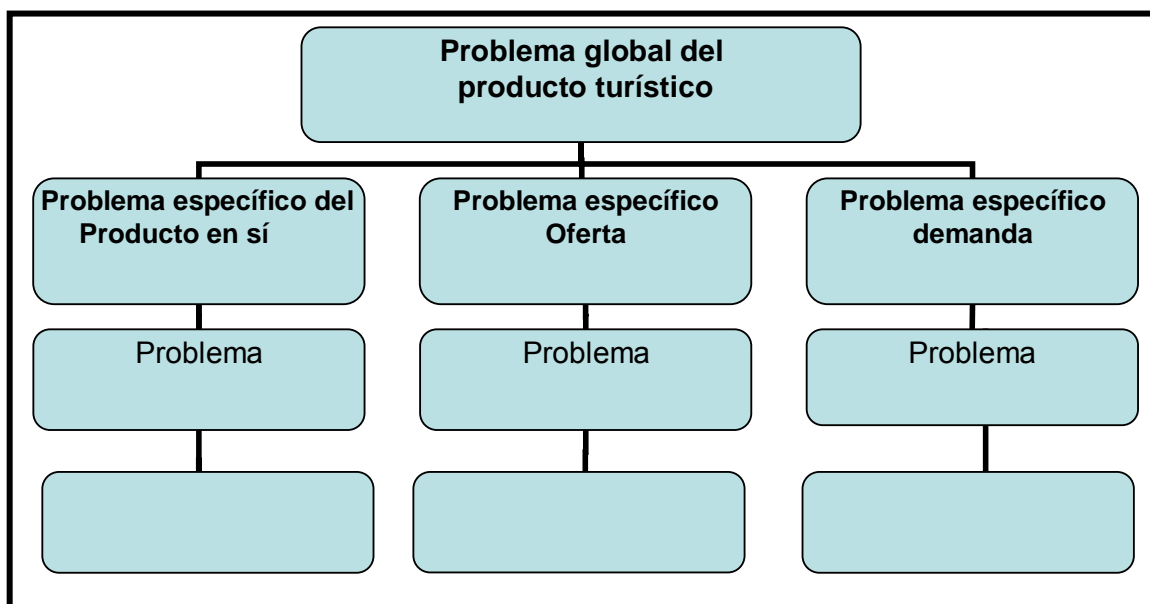 Problema global del
producto turístico
Problema específico del
Producto en sí
Problema específico
Oferta
Problema específico
demanda
Problema
Problema
Problema